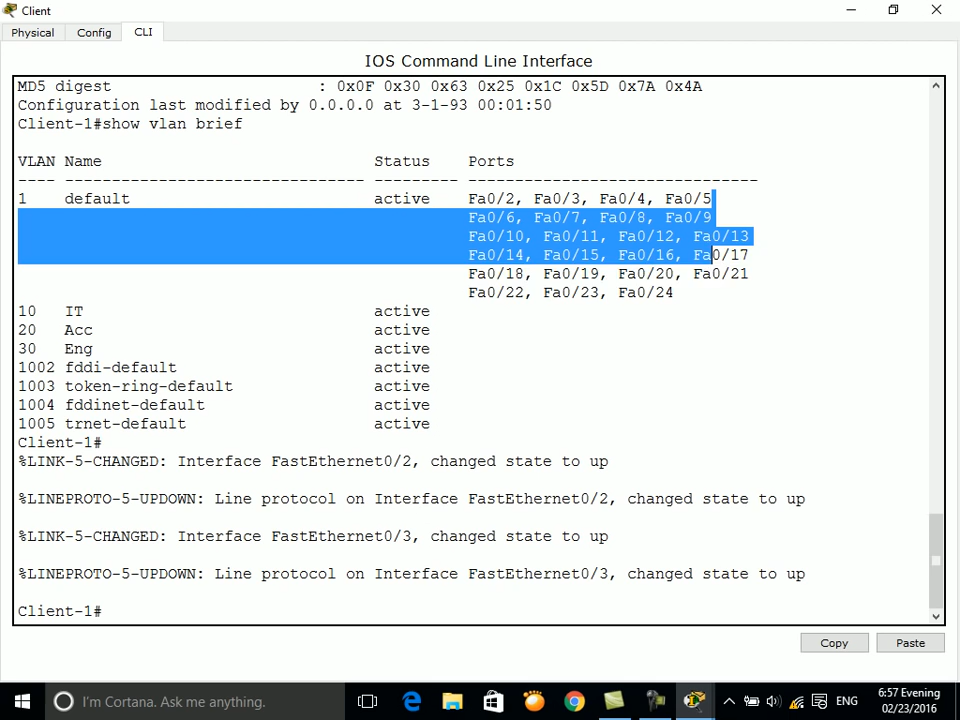 Client
Physical Config CLI
IOS Command Line Interface
MD5 digest : 0x0F 0x30 0x63 0x25 0x1C 0x5D 0x7A 0x4A
Configuration last modified by 0.0.0.0 at 3-1-93 00:01:50
Client-1#show vlan brief
VLAN Name Status Ports
---- -------------------------------- --------- -------------------------------
1 default active Fa0/2, Fa0/3, Fa0/4, Fa0/5
Fa0/6, Fa0/7, Fa0/8, Fa0/9
Fa0/10, Fa0/11, Fa0/12, Fa0/13
Fa0/14, Fa0/15, Fa0/16, Fa0/17
Fa0/18, Fa0/19, Fa0/20, Fa0/21
Fa0/22, Fa0/23, Fa0/24
10 IT active
20 Acc active
30 Eng active
1002 fddi-default active
1003 token-ring-default active
1004 fddinet-default active
1005 trnet-default active
Client-1#
%LINK-5-CHANGED: Interface FastEthernet0/2, changed state to up
%LINEPROTO-5-UPDOWN: Line protocol on Interface FastEthernet0/2, changed state to up
%LINK-5-CHANGED: Interface FastEthernet0/3, changed state to up
%LINEPROTO-5-UPDOWN: Line protocol on Interface FastEthernet0/3, changed state to up
Client-1#
Copy Paste
I'm Cortana. Ask me anything.
ENG
6:57 Evening
02/23/2016